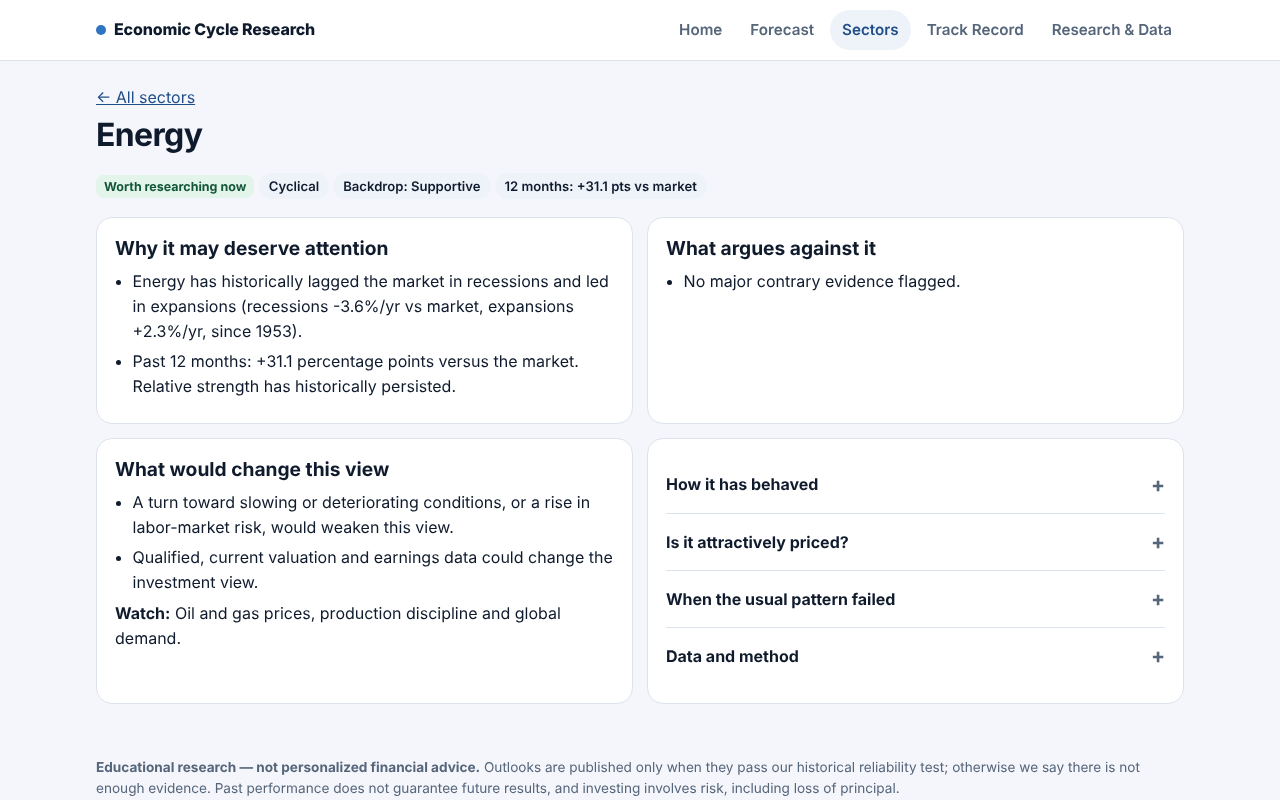 Economic Cycle Research
Home
Forecast
Sectors
Track Record
Research & Data
← All sectors
Energy
Worth researching now
Cyclical
Backdrop: Supportive
12 months: +31.1 pts vs market
Why it may deserve attention
• Energy has historically lagged the market in recessions and led
in expansions (recessions -3.6%/yr vs market, expansions
+2.3%/yr, since 1953).
• Past 12 months: +31.1 percentage points versus the market.
Relative strength has historically persisted.
What argues against it
• No major contrary evidence flagged.
What would change this view
• A turn toward slowing or deteriorating conditions, or a rise in
labor-market risk, would weaken this view.
• Qualified, current valuation and earnings data could change the
investment view.
Watch: Oil and gas prices, production discipline and global
demand.
How it has behaved +
Is it attractively priced? +
When the usual pattern failed +
Data and method +
Educational research — not personalized financial advice. Outlooks are published only when they pass our historical reliability test; otherwise we say there is not
enough evidence. Past performance does not guarantee future results, and investing involves risk, including loss of principal.